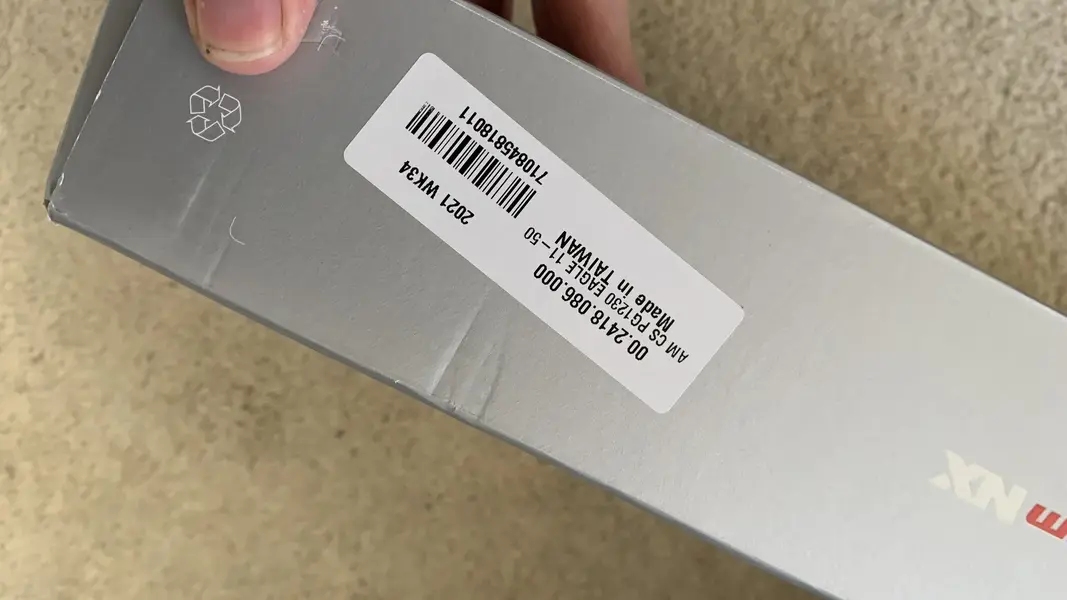 00.2418.086.000
AM CS PG1230 EAGLE 11-50
Made in TAIWAN
2021 WK34
710845818011
NX E